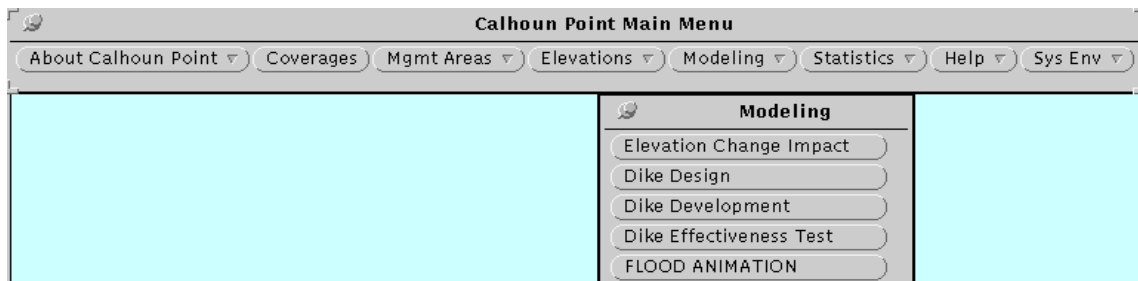 Calhoun Point Main Menu
About Calhoun Point Coverages Mgmt Areas Elevations Modeling Statistics Help Sys Env
Modeling
Elevation Change Impact
Dike Design
Dike Development
Dike Effectiveness Test
FLOOD ANIMATION